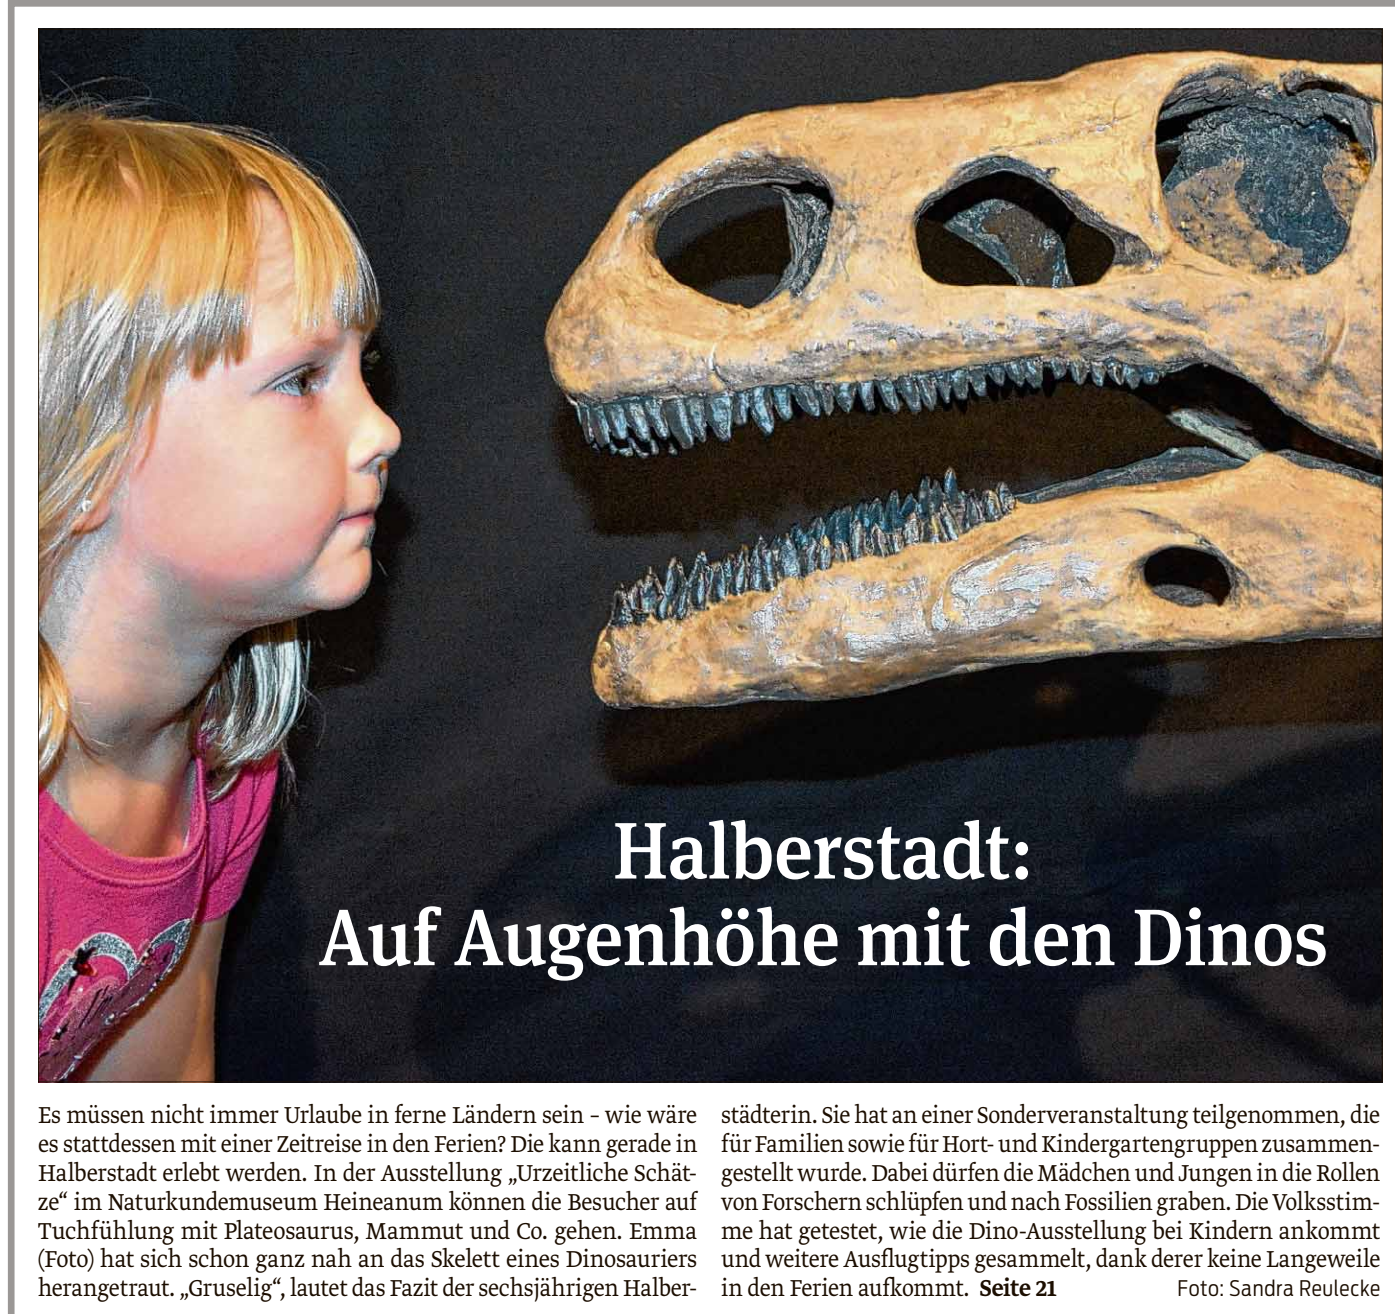 Halberstadt:
Auf Augenhöhe mit den Dinos
Es müssen nicht immer Urlaube in ferne Ländern sein – wie wäre
es stattdessen mit einer Zeitreise in den Ferien? Die kann gerade in
Halberstadt erlebt werden. In der Ausstellung „Urzeitliche Schät-
ze“ im Naturkundemuseum Heineanum können die Besucher auf
Tuchfühlung mit Plateosaurus, Mammut und Co. gehen. Emma
(Foto) hat sich schon ganz nah an das Skelett eines Dinosauriers
herangetraut. „Gruselig“, lautet das Fazit der sechsjährigen Halber-
städterin. Sie hat an einer Sonderveranstaltung teilgenommen, die
für Familien sowie für Hort- und Kindergartengruppen zusammen-
gestellt wurde. Dabei dürfen die Mädchen und Jungen in die Rollen
von Forschern schlüpfen und nach Fossilien graben. Die Volksstim-
me hat getestet, wie die Dino-Ausstellung bei Kindern ankommt
und weitere Ausflugtipps gesammelt, dank derer keine Langeweile
in den Ferien aufkommt. Seite 21 Foto: Sandra Reulecke